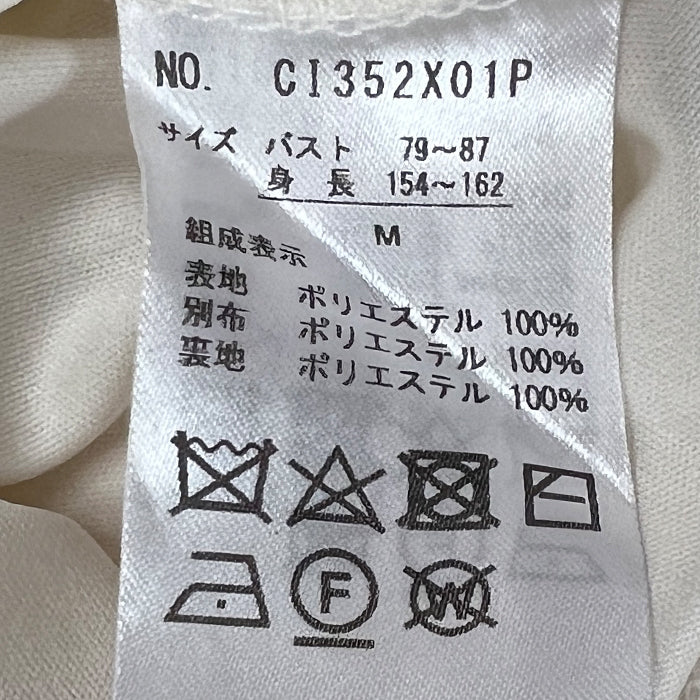 NO. CI352X01P
サイズ バスト 79～87
身長 154～162
M
組成表示
表地 ポリエステル 100%
別布 ポリエステル 100%
裏地 ポリエステル 100%
F W